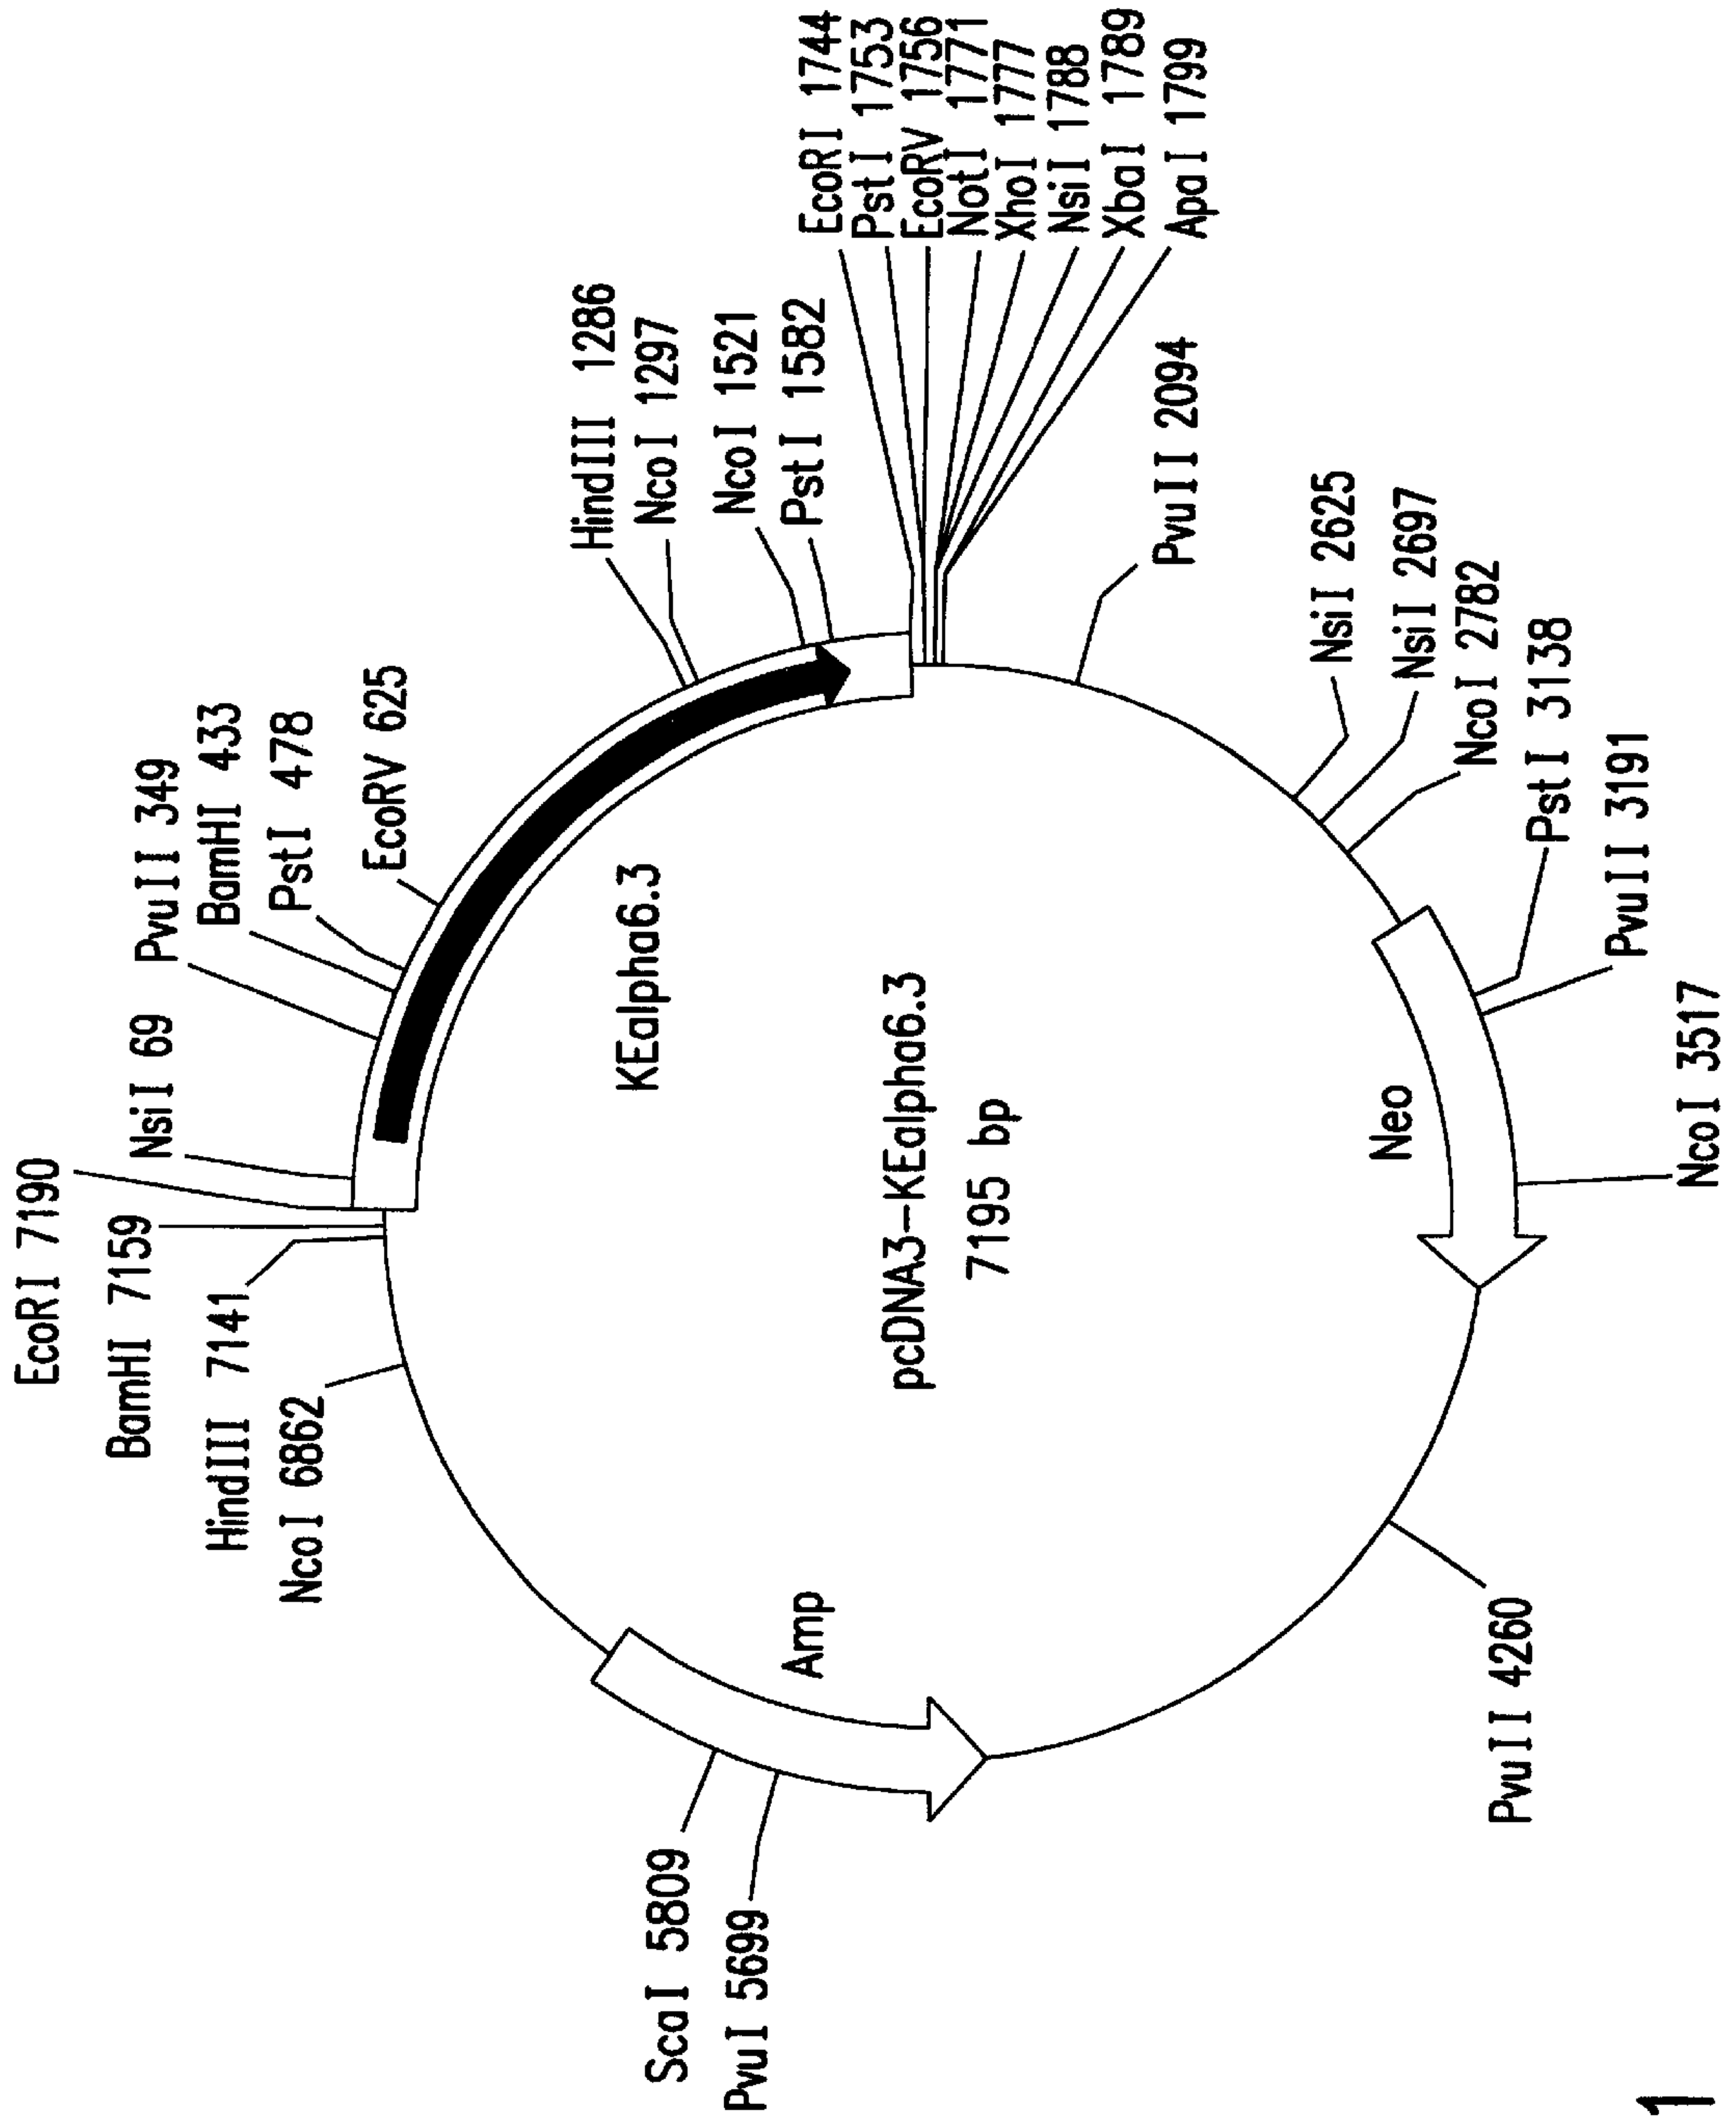 EcoRI 7190
BamHI 7159
HindIII 7141
NcoI 6862
NsiI 69
PvuII 349
BamHI 433
PstI 478
EcoRV 625
HindIII 1286
NcoI 1297
NcoI 1521
PstI 1582
EcoRI 1744
PstI 1753
EcoRV 1756
NotI 1771
XhoI 1777
NsiI 1788
XbaI 1789
ApaI 1799
PvuII 2094
NsiI 2625
NsiI 2697
NcoI 2782
PstI 3138
PvuII 3191
NcoI 3517
PvuII 4260
PvuI 5699
ScaI 5809
KEalpha6.3
pcDNA3-KEalpha6.3
7195 bp
Amp
Neo
1